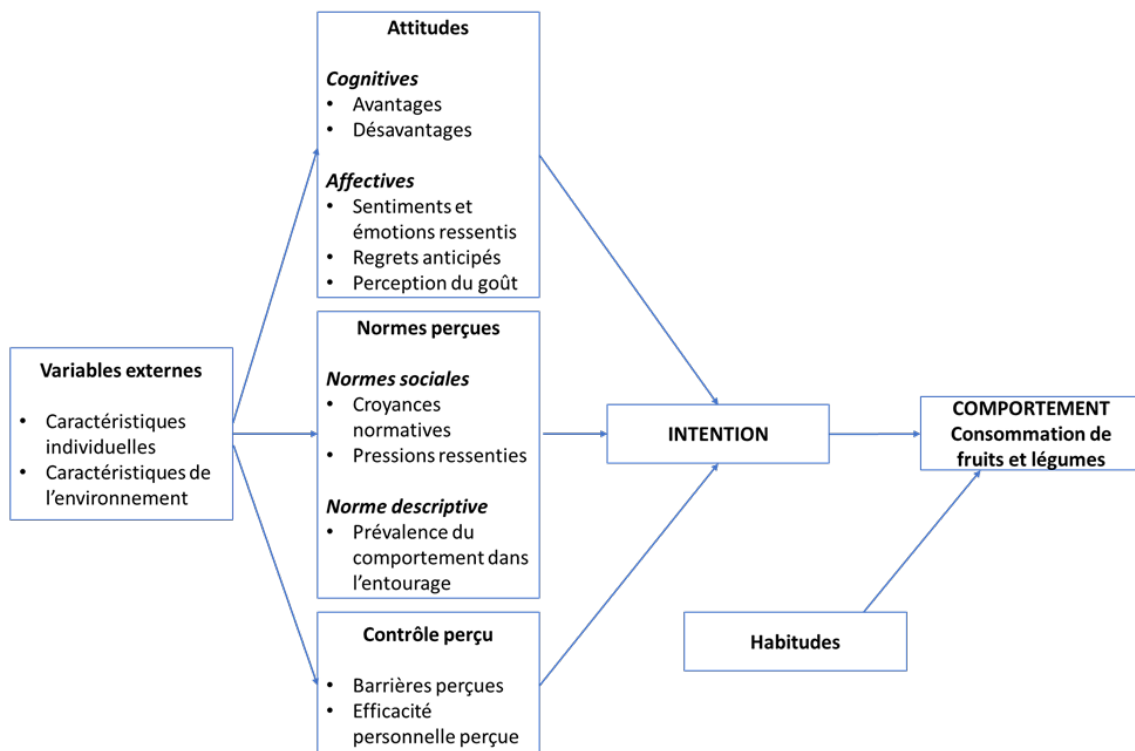 Attitudes
Cognitives
• Avantages
• Désavantages
Affectives
• Sentiments et
émotions ressentis
• Regrets anticipés
• Perception du goût
Variables externes
• Caractéristiques
individuelles
• Caractéristiques de
l'environnement
Normes perçues
Normes sociales
• Croyances
normatives
• Pressions ressenties
Norme descriptive
• Prévalence du
comportement dans
l'entourage
Contrôle perçu
• Barrières perçues
• Efficacité
personnelle perçue
INTENTION
COMPORTEMENT
Consommation de
fruits et légumes
Habitudes